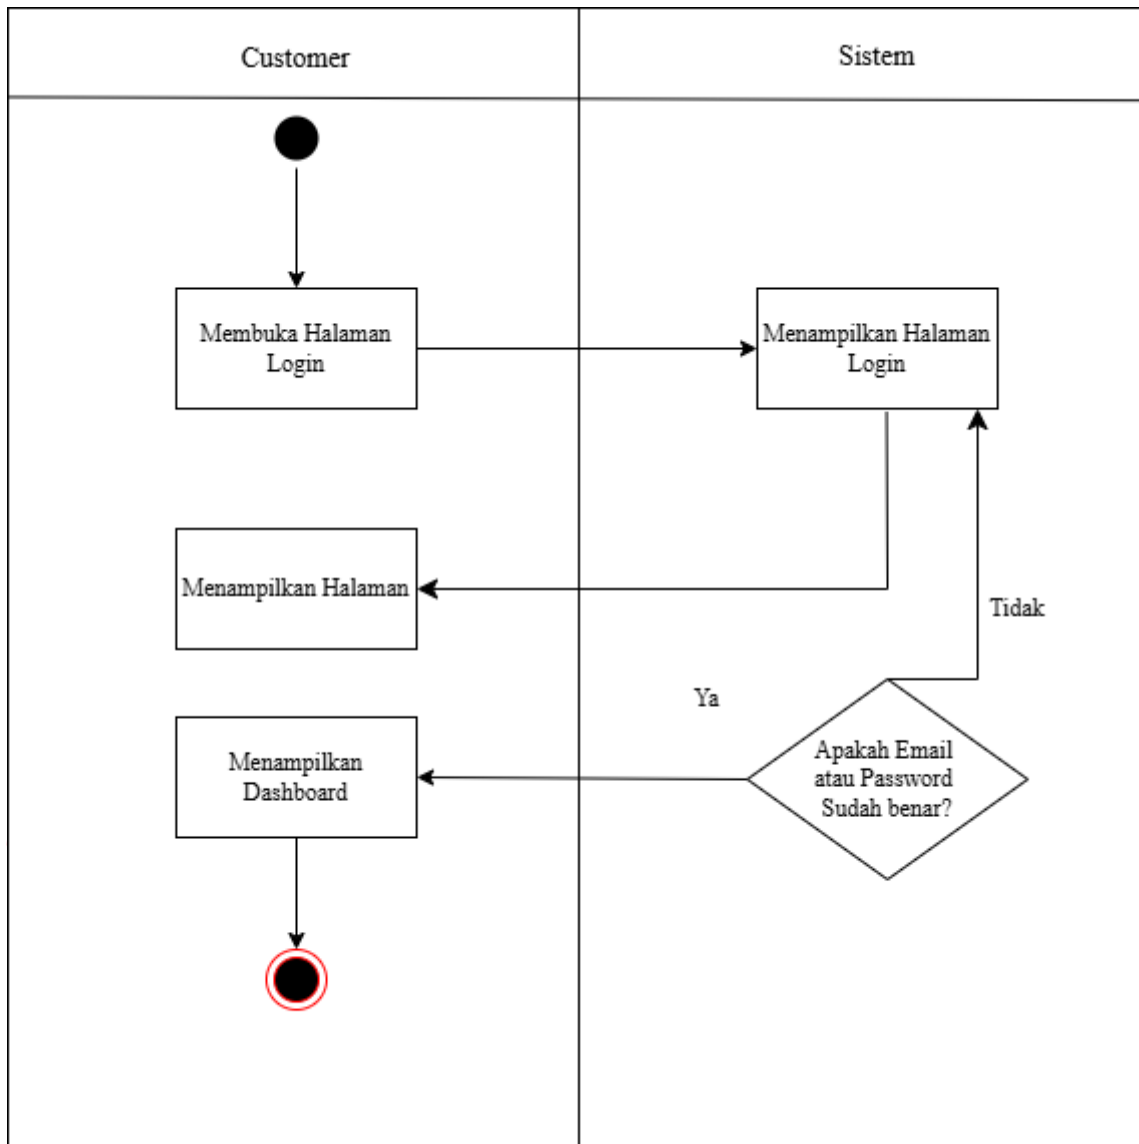 Customer
Sistem
Membuka Halaman
Login
Menampilkan Halaman
Login
Menampilkan Halaman
Tidak
Ya
Apakah Email
atau Password
Sudah benar?
Menampilkan
Dashboard